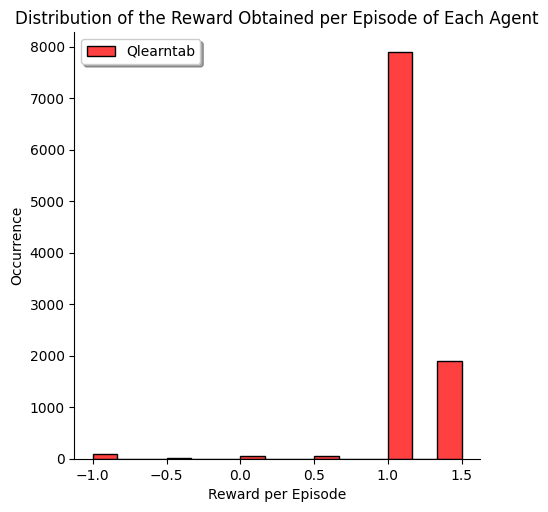 Distribution of the Reward Obtained per Episode of Each Agent
Qlearntab
8000
7000
6000
5000
4000
3000
2000
1000
0
Occurrence
−1.0 −0.5 0.0 0.5 1.0 1.5
Reward per Episode